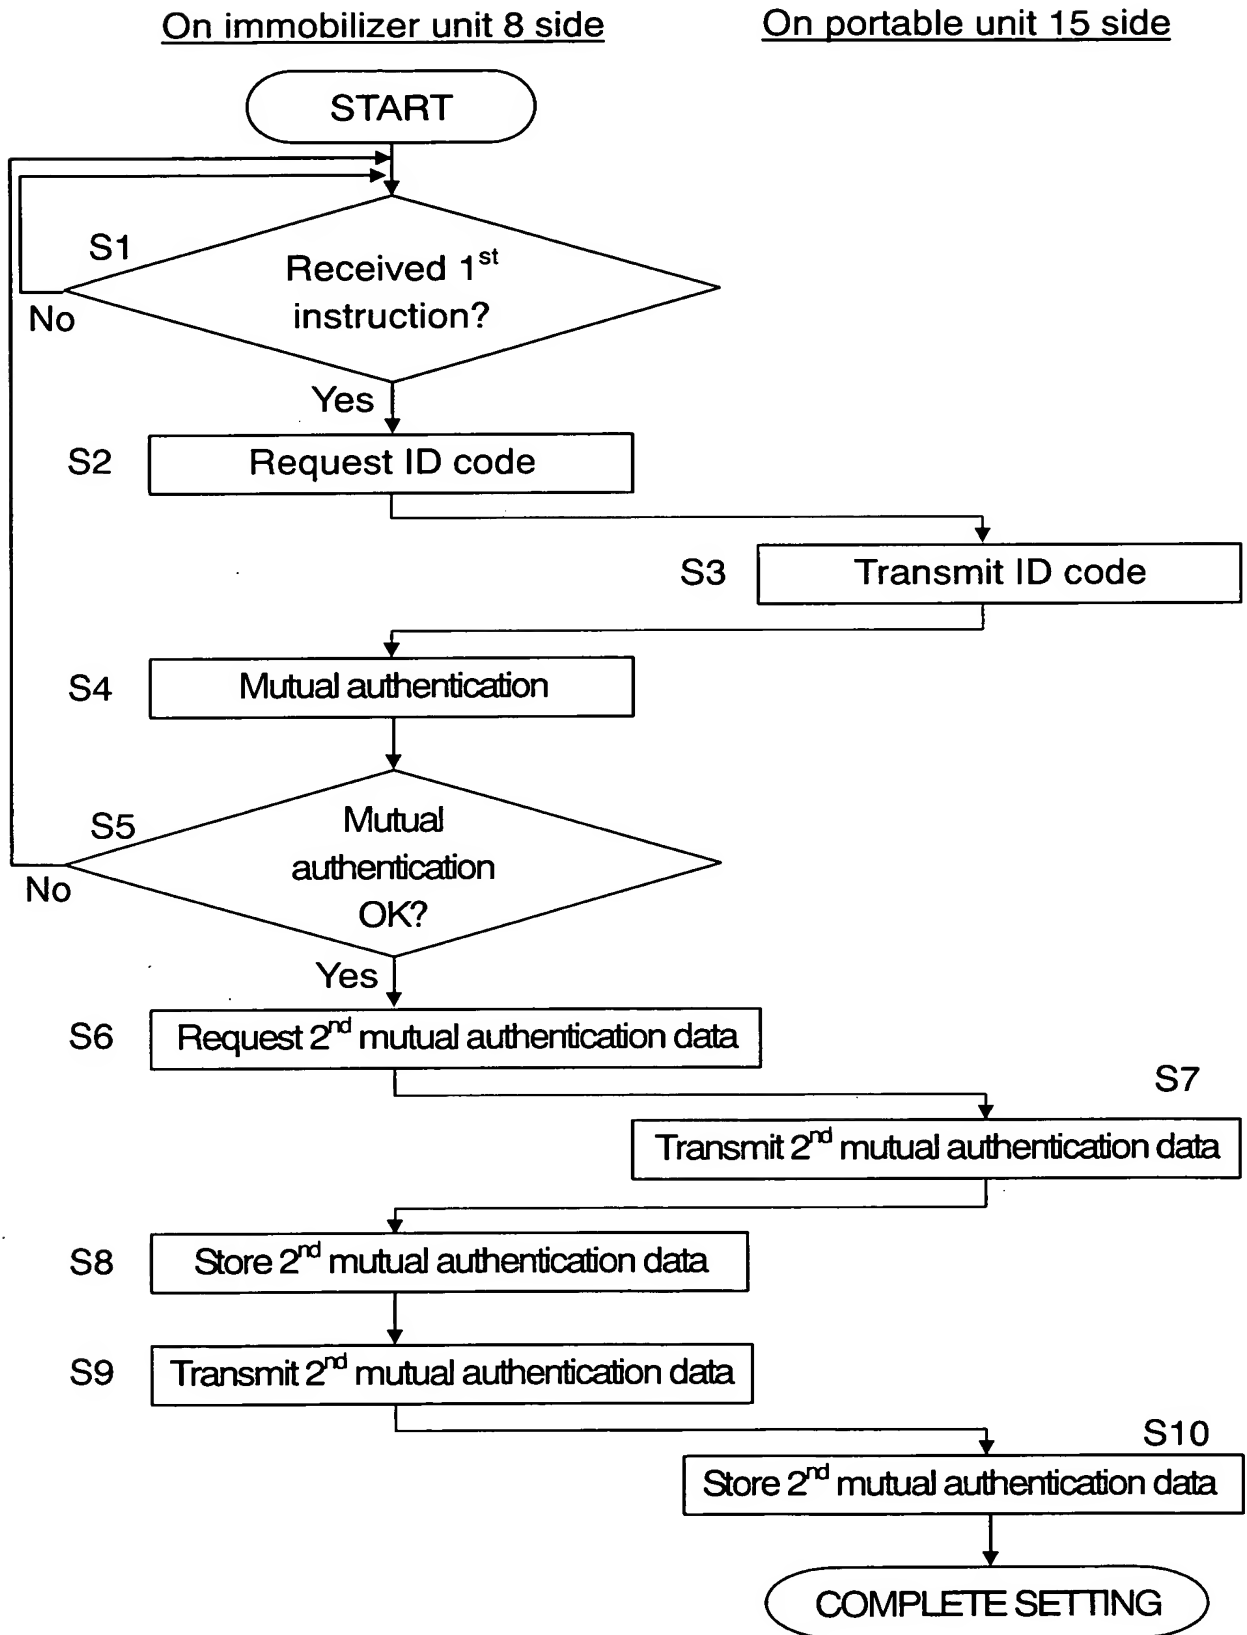 On immobilizer unit 8 side
On portable unit 15 side
START
S1
Received 1st
instruction?
No
Yes
S2
Request ID code
S3
Transmit ID code
S4
Mutual authentication
S5
Mutual
authentication
OK?
No
Yes
S6
Request 2nd mutual authentication data
S7
Transmit 2nd mutual authentication data
S8
Store 2nd mutual authentication data
S9
Transmit 2nd mutual authentication data
S10
Store 2nd mutual authentication data
COMPLETE SETTING